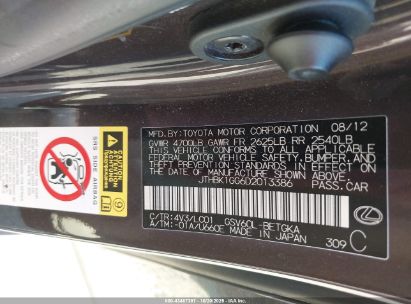 MFD. BY: TOYOTA MOTOR CORPORATION 08/12
GVWR 4700LB GAWR FR 2625LB RR 2540LB
THIS VEHICLE CONFORMS TO ALL APPLICABLE
FEDERAL MOTOR VEHICLE SAFETY, BUMPER, AND
THEFT PREVENTION STANDARDS IN EFFECT ON
THE DATE OF MANUFACTURE SHOWN ABOVE.
JTHBK1GG6D2013386 PASS.CAR
C/TR: 4V3/LC01 GSV60L-BETGKA
A/TM: -01A/U660E MADE IN JAPAN 309 C
SRS SIDE AIRBAG
CAUTION